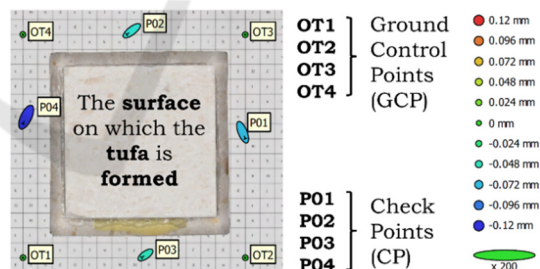 OT4
P02
OT3
P04
The surface
on which the
tufa is
formed
P01
OT1
P03
OT2
OT1
OT2
OT3
OT4
Ground
Control
Points
(GCP)
P01
P02
P03
P04
Check
Points
(CP)
0.12 mm
0.096 mm
0.072 mm
0.048 mm
0.024 mm
0 mm
-0.024 mm
-0.048 mm
-0.072 mm
-0.096 mm
-0.12 mm
x 200